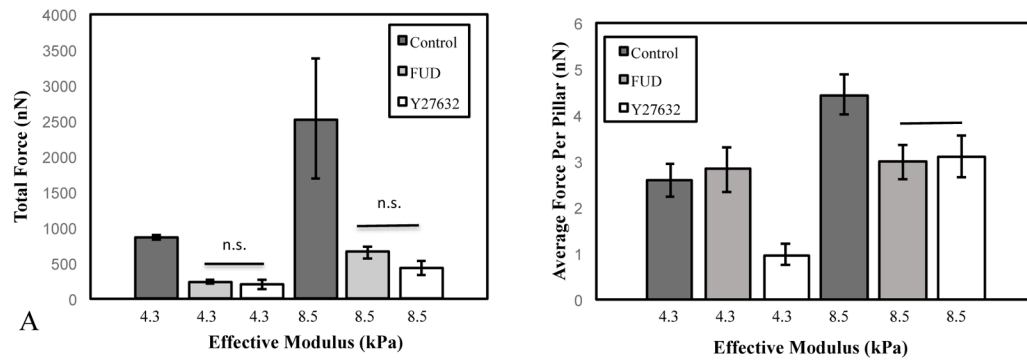 4000
3500
3000
2500
2000
1500
1000
500
0
Total Force (nN)
Control
FUD
Y27632
n.s.
n.s.
4.3 4.3 4.3 8.5 8.5 8.5
Effective Modulus (kPa)
A
6
5
4
3
2
1
0
Average Force Per Pillar (nN)
Control
FUD
Y27632
4.3 4.3 4.3 8.5 8.5 8.5
Effective Modulus (kPa)